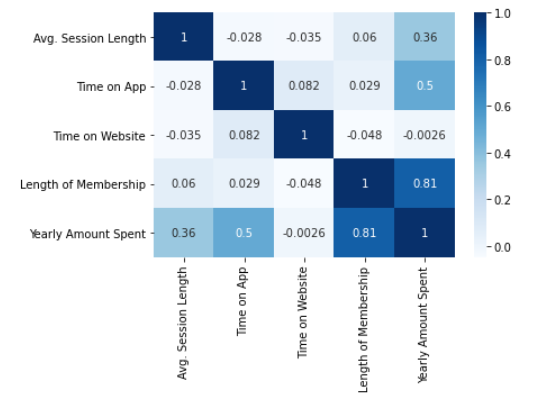 Avg. Session Length 1 -0.028 -0.035 0.06 0.36
Time on App -0.028 1 0.082 0.029 0.5
Time on Website -0.035 0.082 1 -0.048 -0.0026
Length of Membership 0.06 0.029 -0.048 1 0.81
Yearly Amount Spent 0.36 0.5 -0.0026 0.81 1
Avg. Session Length
Time on App
Time on Website
Length of Membership
Yearly Amount Spent
1.0
0.8
0.6
0.4
0.2
0.0